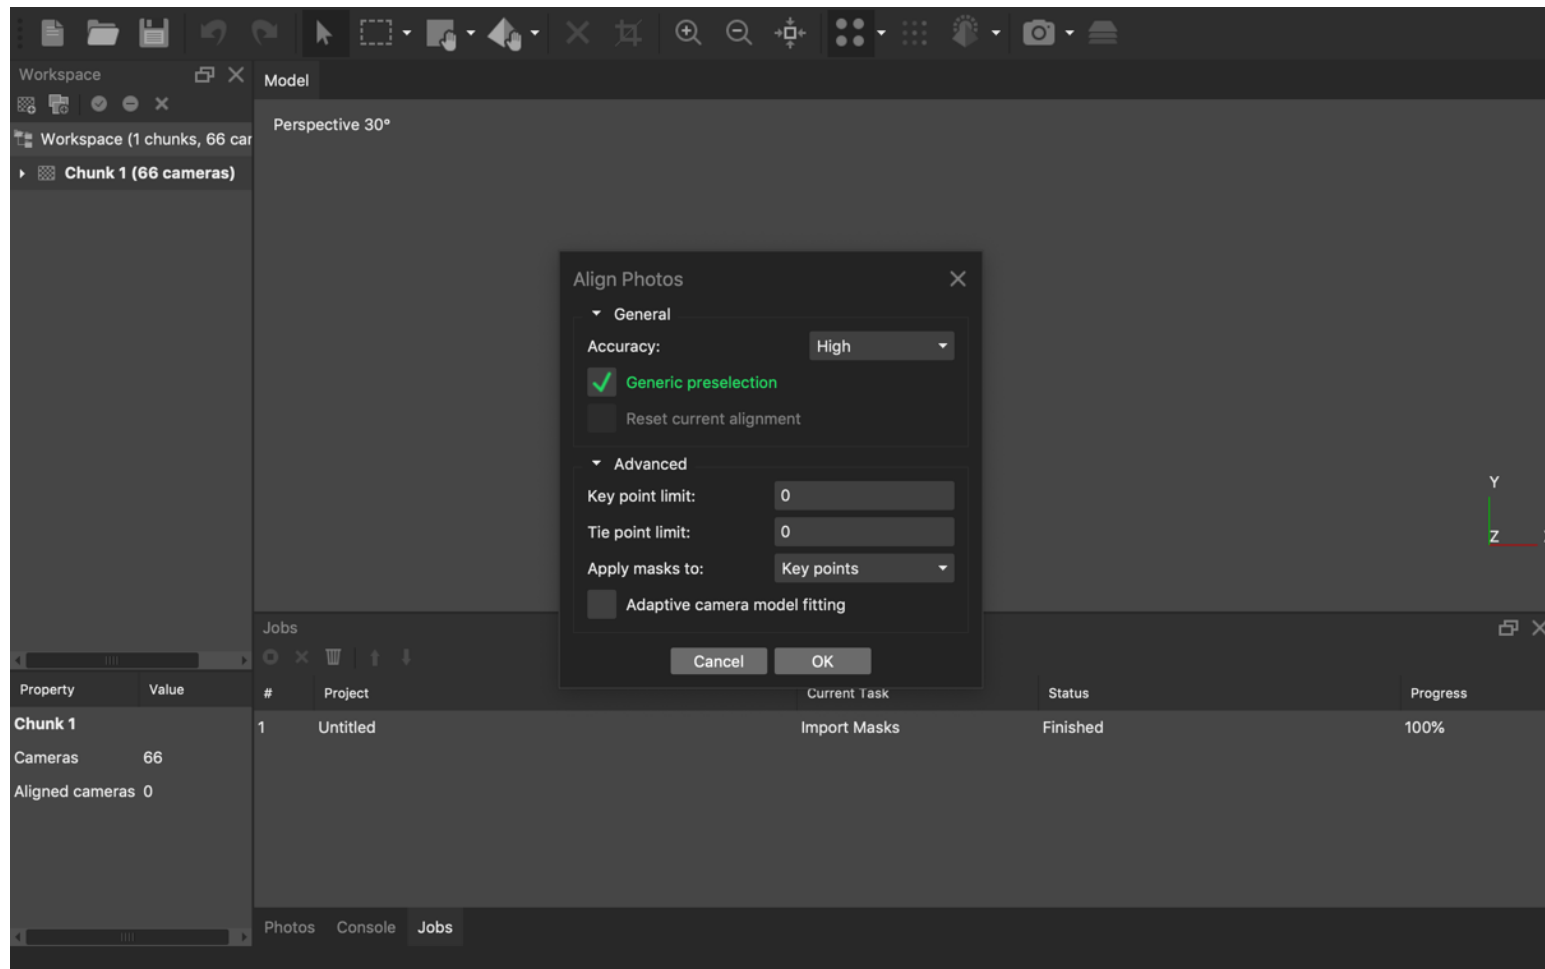 Workspace
Model
Workspace (1 chunks, 66 car
Chunk 1 (66 cameras)
Perspective 30°
Align Photos
General
Accuracy: High
Generic preselection
Reset current alignment
Advanced
Key point limit: 0
Tie point limit: 0
Apply masks to: Key points
Adaptive camera model fitting
Cancel OK
Y
Z
Property Value
Chunk 1
Cameras 66
Aligned cameras 0
Jobs
# Project Current Task Status Progress
1 Untitled Import Masks Finished 100%
Photos Console Jobs